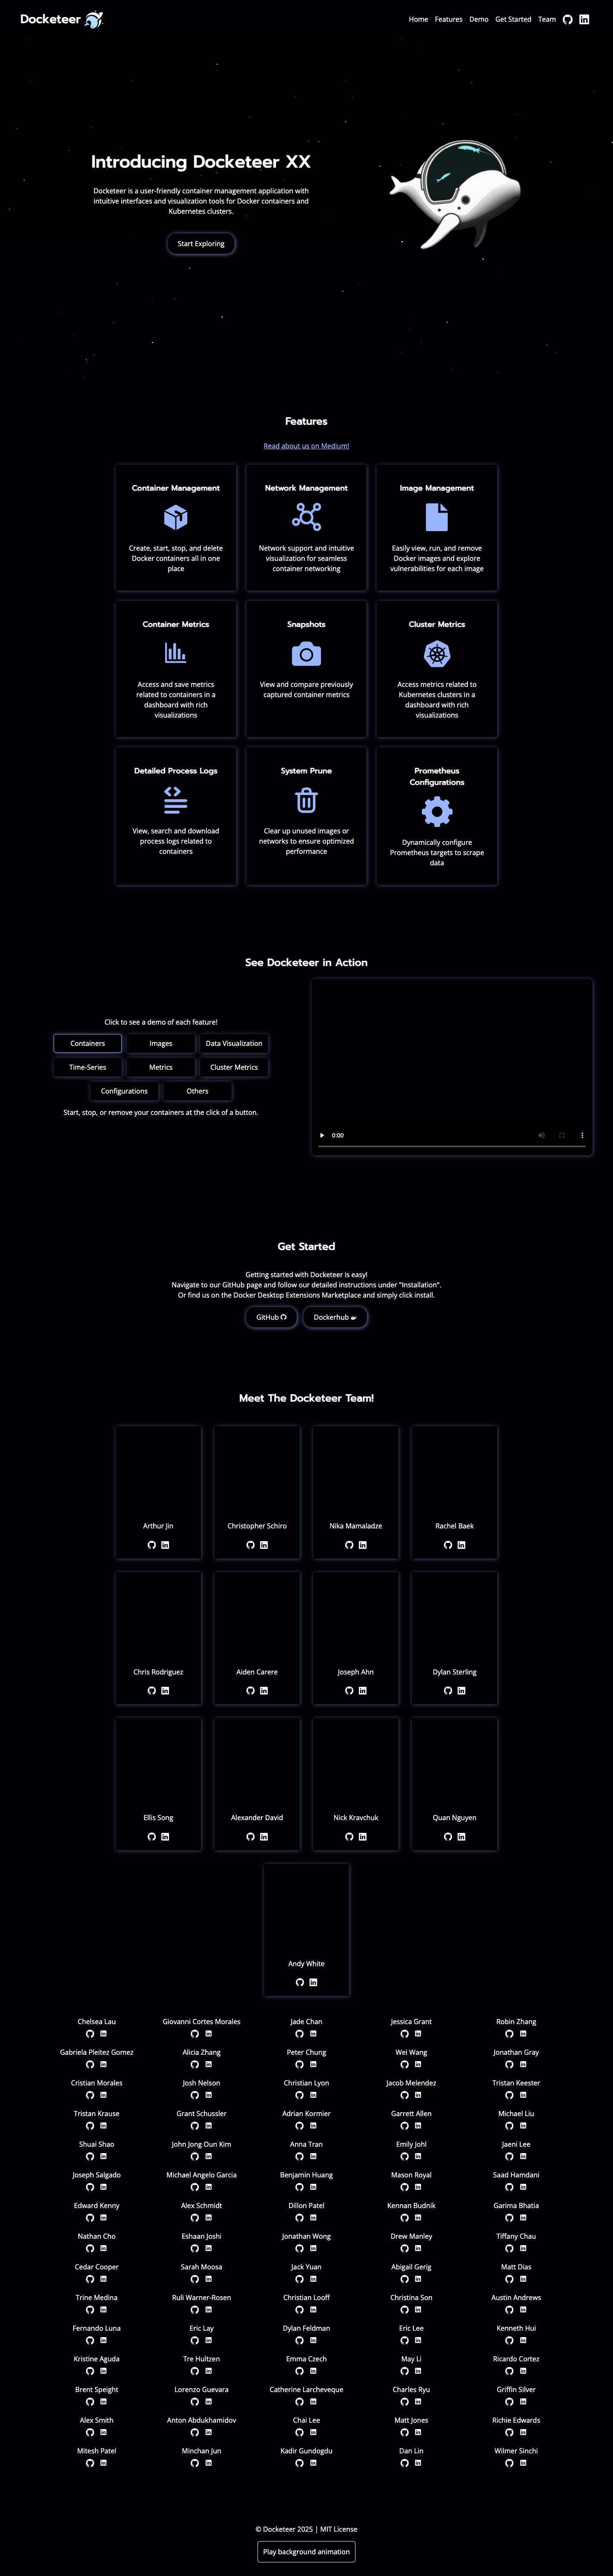 Docketeer
Home Features Demo Get Started Team
Introducing Docketeer XX
Docketeer is a user-friendly container management application with
intuitive interfaces and visualization tools for Docker containers and
Kubernetes clusters.
Start Exploring
Features
Read about us on Medium!
Container Management
Create, start, stop, and delete
Docker containers all in one
place
Network Management
Network support and intuitive
visualization for seamless
container networking
Image Management
Easily view, run, and remove
Docker images and explore
vulnerabilities for each image
Container Metrics
Access and save metrics
related to containers in a
dashboard with rich
visualizations
Snapshots
View and compare previously
captured container metrics
Cluster Metrics
Access metrics related to
Kubernetes clusters in a
dashboard with rich
visualizations
Detailed Process Logs
View, search and download
process logs related to
containers
System Prune
Clear up unused images or
networks to ensure optimized
performance
Prometheus
Configurations
Dynamically configure
Prometheus targets to scrape
data
See Docketeer in Action
Click to see a demo of each feature!
Containers Images Data Visualization
Time-Series Metrics Cluster Metrics
Configurations Others
Start, stop, or remove your containers at the click of a button.
0:00
Get Started
Getting started with Docketeer is easy!
Navigate to our GitHub page and follow our detailed instructions under "Installation".
Or find us on the Docker Desktop Extensions Marketplace and simply click install.
GitHub Dockerhub
Meet The Docketeer Team!
Arthur Jin Christopher Schiro Nika Mamaladze Rachel Baek
Chris Rodriguez Aiden Carere Joseph Ahn Dylan Sterling
Ellis Song Alexander David Nick Kravchuk Quan Nguyen
Andy White
Chelsea Lau Giovanni Cortes Morales Jade Chan Jessica Grant Robin Zhang
Gabriela Pleitez Gomez Alicia Zhang Peter Chung Wei Wang Jonathan Gray
Cristian Morales Josh Nelson Christian Lyon Jacob Melendez Tristan Keester
Tristan Krause Grant Schussler Adrian Kormier Garrett Allen Michael Liu
Shuai Shao John Jong Oun Kim Anna Tran Emily Johl Jaeni Lee
Joseph Salgado Michael Angelo Garcia Benjamin Huang Mason Royal Saad Hamdani
Edward Kenny Alex Schmidt Dillon Patel Kennan Budnik Garima Bhatia
Nathan Cho Eshaan Joshi Jonathan Wong Drew Manley Tiffany Chau
Cedar Cooper Sarah Moosa Jack Yuan Abigail Gerig Matt Dias
Trine Medina Ruli Warner-Rosen Christian Looff Christina Son Austin Andrews
Fernando Luna Eric Lay Dylan Feldman Eric Lee Kenneth Hui
Kristine Aguda Tre Hultzen Emma Czech May Li Ricardo Cortez
Brent Speight Lorenzo Guevara Catherine Larcheveque Charles Ryu Griffin Silver
Alex Smith Anton Abdukhamidov Chai Lee Matt Jones Richie Edwards
Mitesh Patel Minchan Jun Kadir Gundogdu Dan Lin Wilmer Sinchi
© Docketeer 2025 | MIT License
Play background animation